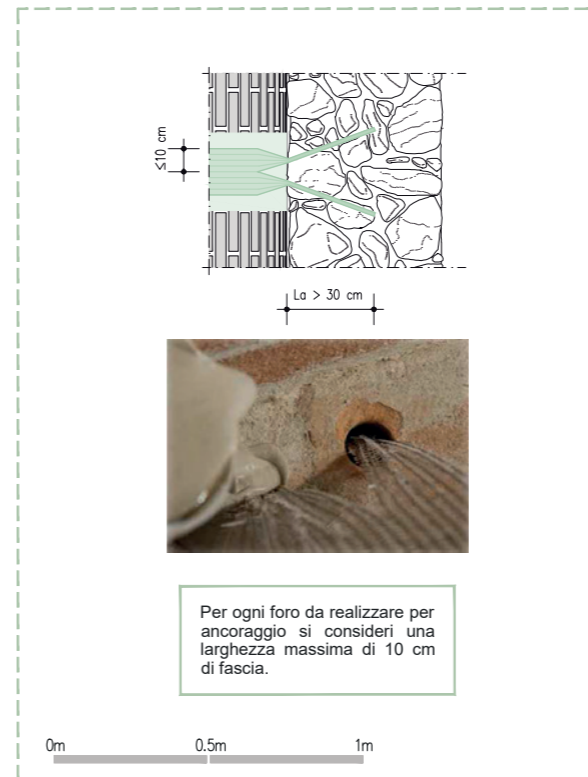 ≤10 cm
La > 30 cm
Per ogni foro da realizzare per
ancoraggio si consideri una
larghezza massima di 10 cm
di fascia.
0m 0.5m 1m